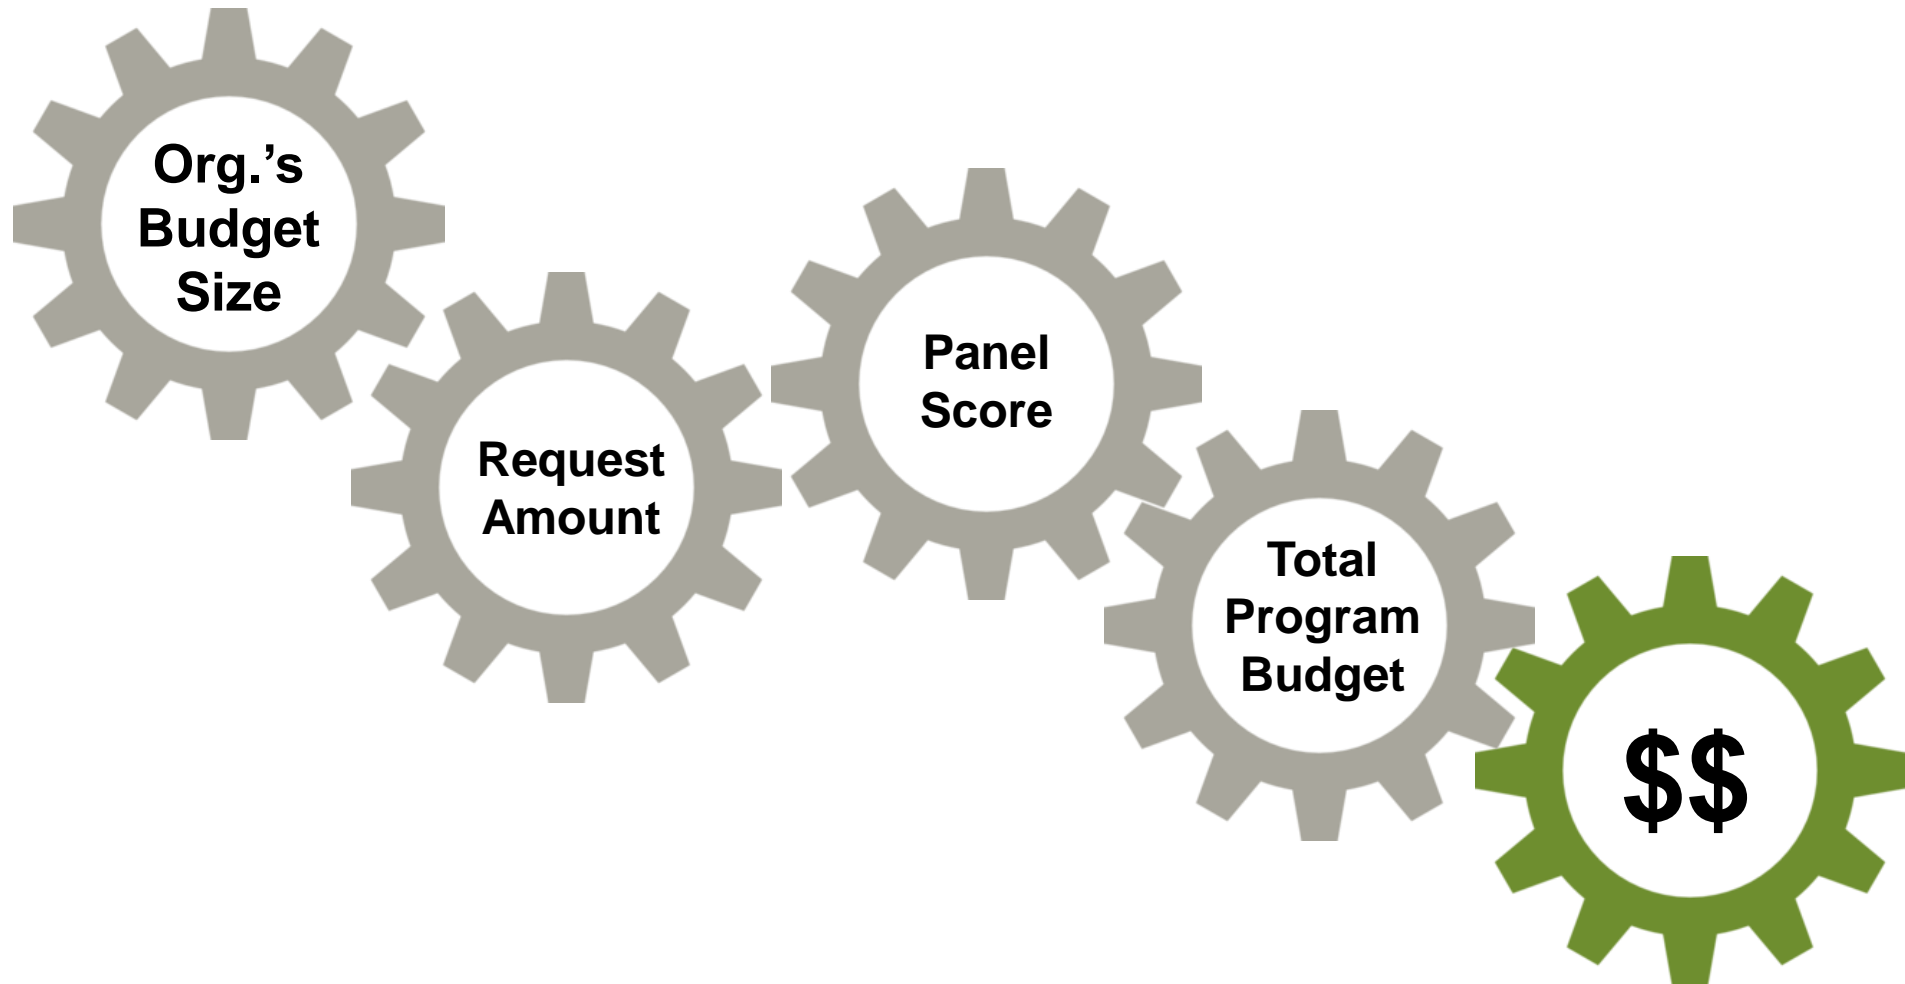 Org.’s
Budget
Size
Request
Amount
Panel
Score
Total
Program
Budget
$$